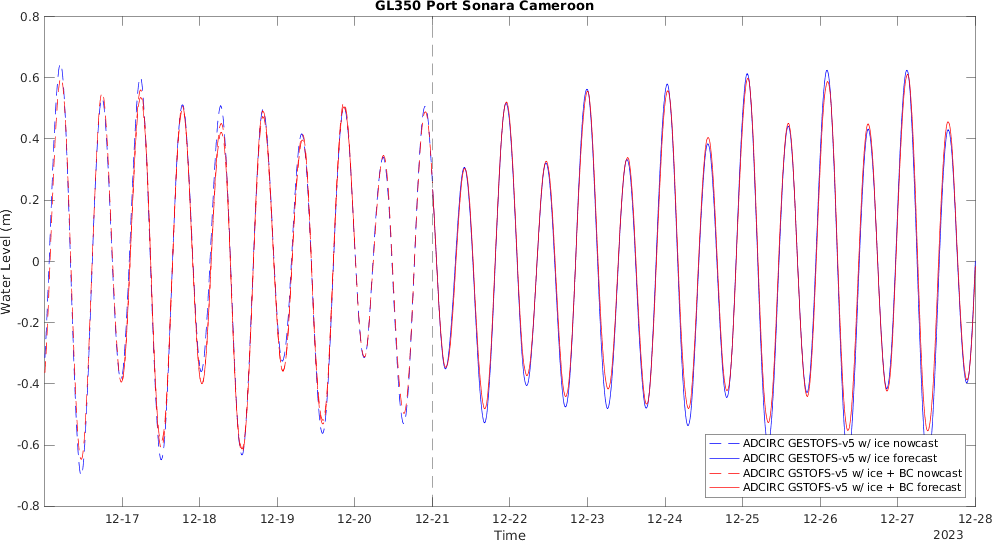 GL350 Port Sonara Cameroon
0.8
0.6
0.4
0.2
0
-0.2
-0.4
-0.6
-0.8
Water Level (m)
ADCIRC GESTOFS-v5 w/ ice nowcast
ADCIRC GESTOFS-v5 w/ ice forecast
ADCIRC GSTOFS-v5 w/ ice + BC nowcast
ADCIRC GSTOFS-v5 w/ ice + BC forecast
12-17 12-18 12-19 12-20 12-21 12-22 12-23 12-24 12-25 12-26 12-27 12-28
Time
2023